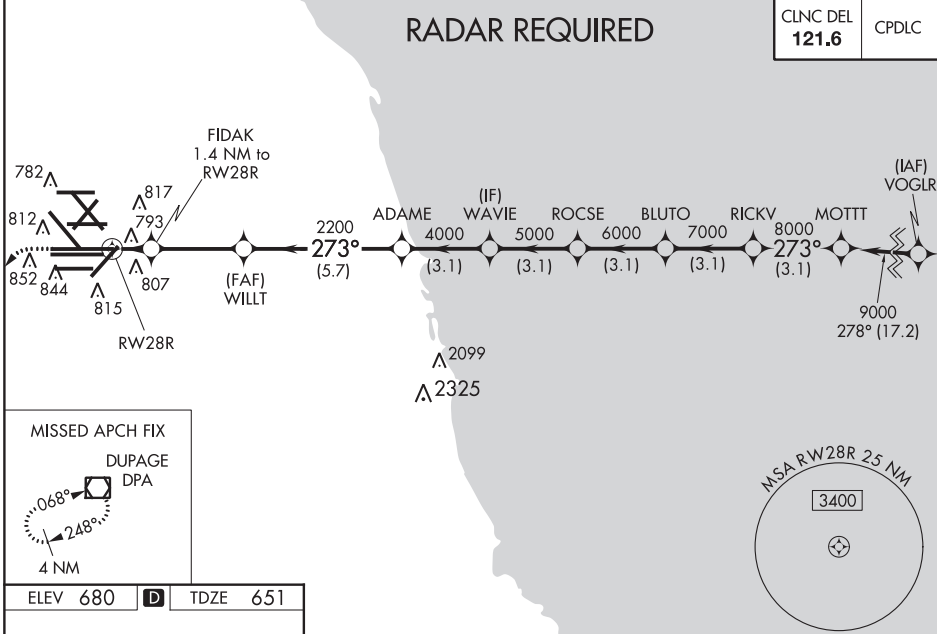 RADAR REQUIRED
CLNC DEL
121.6
CPDLC
FIDAK
1.4 NM to
RW28R
782
817
812
793
852
844
807
815
RW28R
(FAF)
WILLT
2200
273°
(5.7)
ADAME
4000
(3.1)
(IF)
WAVIE
5000
(3.1)
ROCSE
6000
(3.1)
BLUTO
7000
(3.1)
RICKV
8000
273°
(3.1)
MOTTT
(IAF)
VOGLR
9000
278° (17.2)
2099
2325
MISSED APCH FIX
DUPAGE
DPA
068°
248°
4 NM
MSA RW28R 25 NM
3400
ELEV 680 D TDZE 651